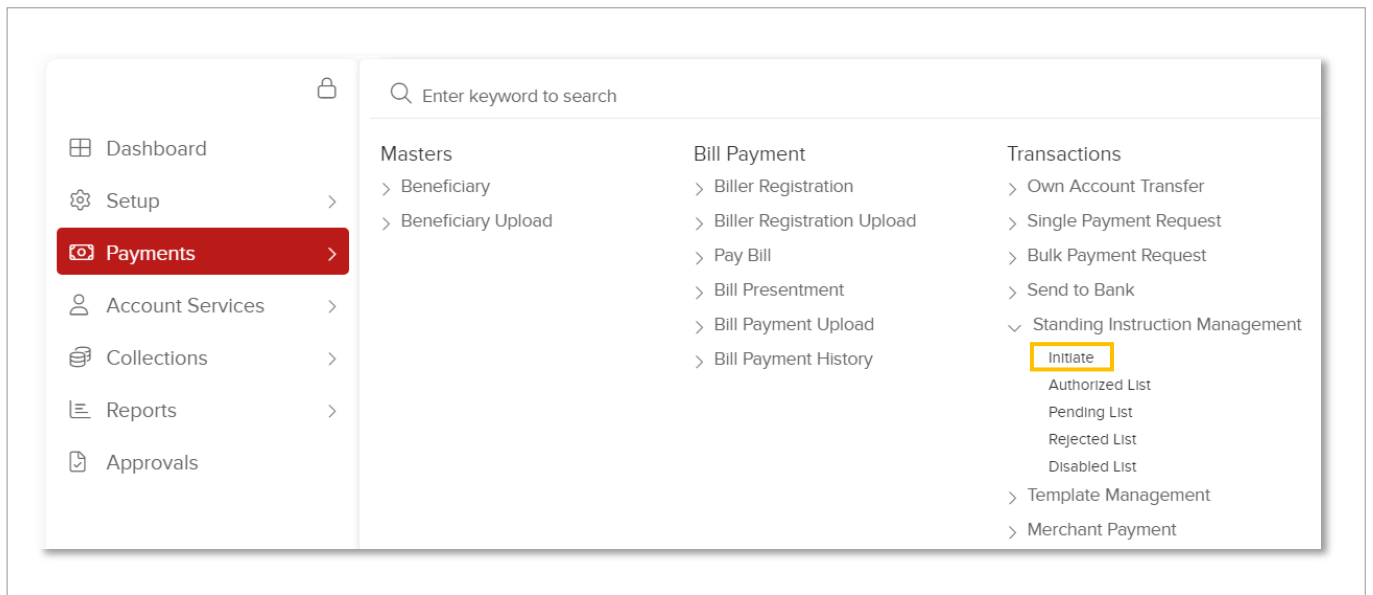 Enter keyword to search
Dashboard
Setup
Payments
Account Services
Collections
Reports
Approvals
Masters
Beneficiary
Beneficiary Upload
Bill Payment
Biller Registration
Biller Registration Upload
Pay Bill
Bill Presentment
Bill Payment Upload
Bill Payment History
Transactions
Own Account Transfer
Single Payment Request
Bulk Payment Request
Send to Bank
Standing Instruction Management
Initiate
Authorized List
Pending List
Rejected List
Disabled List
Template Management
Merchant Payment